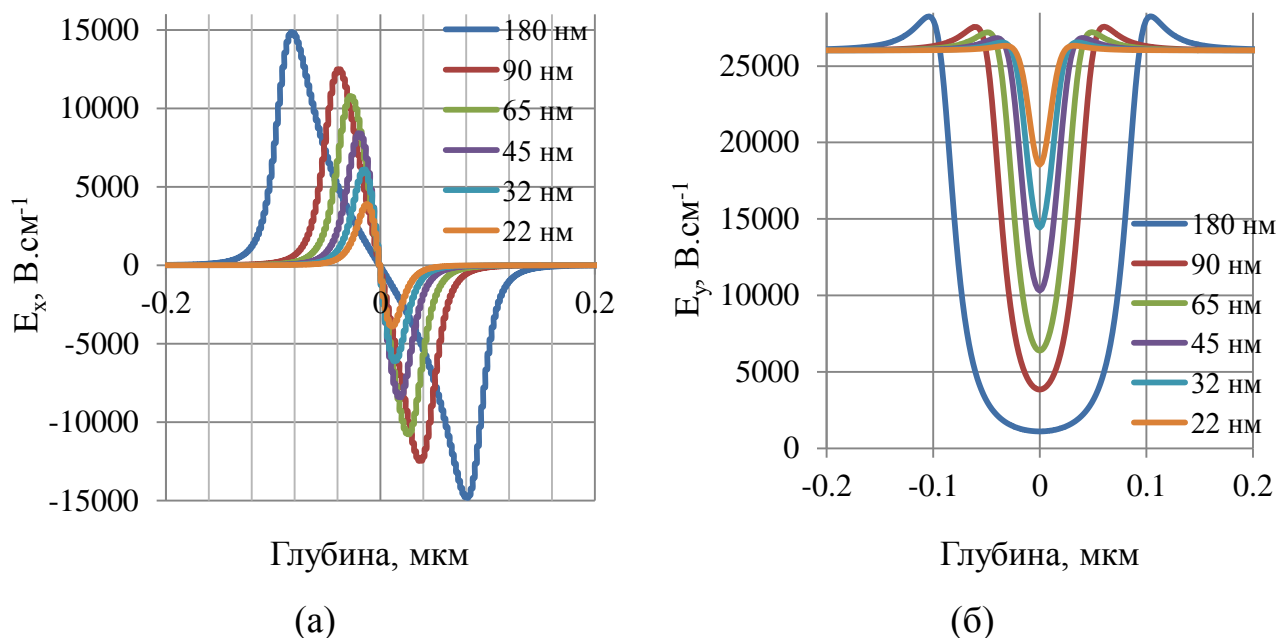 15000
10000
5000
0
-5000
-10000
-15000
-0.2
0
0.2
Eₓ, В.см⁻¹
Глубина, мкм
180 нм
90 нм
65 нм
45 нм
32 нм
22 нм
(а)
25000
20000
15000
10000
5000
0
-0.2
-0.1
0
0.1
0.2
Eᵧ, В.см⁻¹
Глубина, мкм
180 нм
90 нм
65 нм
45 нм
32 нм
22 нм
(б)